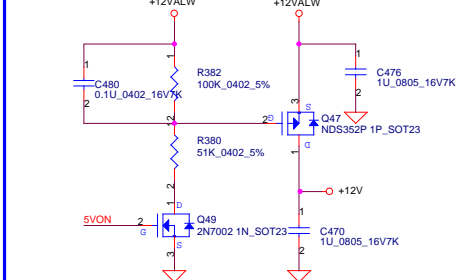 +12VALW
+12VALW
1
C480
0.1U_0402_16V7K
2
1
R382
100K_0402_5%
2
1
R380
51K_0402_5%
2
3
S
2
G
Q47
NDS352P 1P_SOT23
D
1
1
C476
1U_0805_16V7K
2
+12V
5VON
2
G
1
D
Q49
2N7002 1N_SOT23
S
3
1
C470
1U_0805_16V7K
2